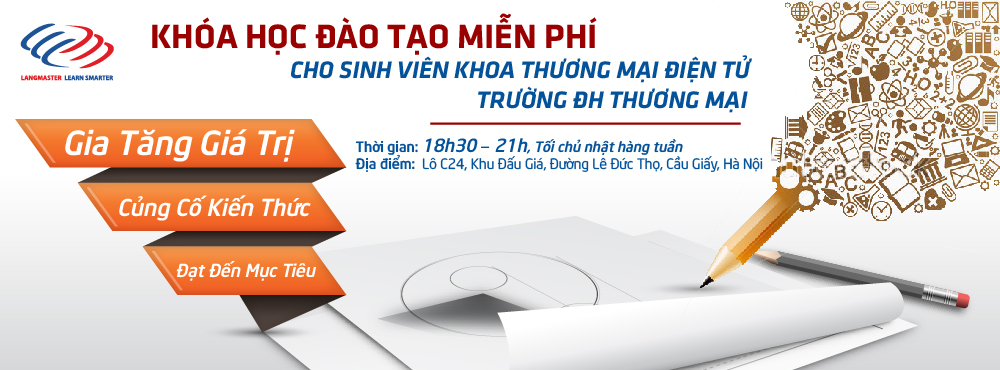 LANGMASTER LEARN SMARTER
KHÓA HỌC ĐÀO TẠO MIỄN PHÍ
CHO SINH VIÊN KHOA THƯƠNG MẠI ĐIỆN TỬ
TRƯỜNG ĐH THƯƠNG MẠI
Thời gian: 18h30 – 21h, Tối chủ nhật hàng tuần
Địa điểm: Lô C24, Khu Đấu Giá, Đường Lê Đức Thọ, Cầu Giấy, Hà Nội
Gia Tăng Giá Trị
Củng Cố Kiến Thức
Đạt Đến Mục Tiêu